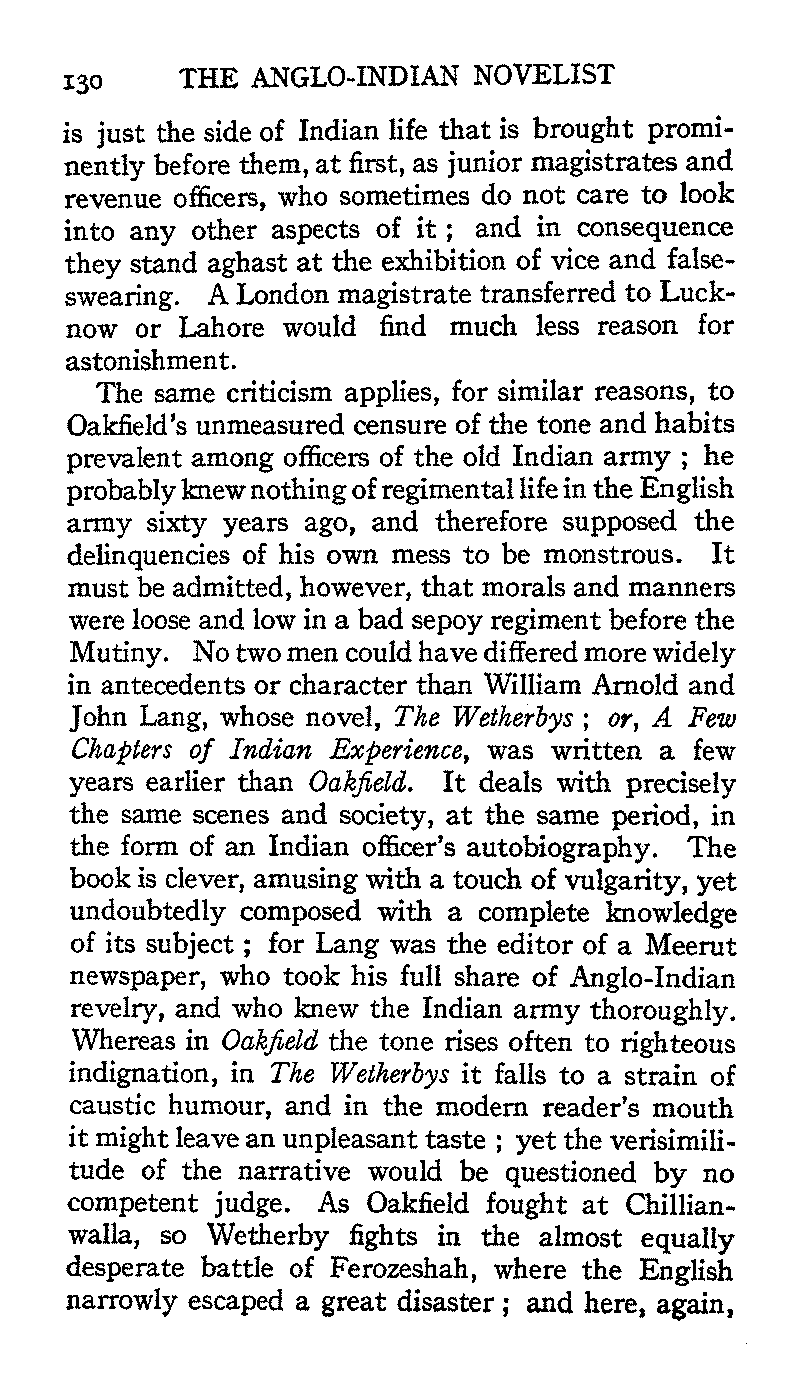 130 THE ANGLO-INDIAN NOVELIST
is just the side of Indian life that is brought promi-
nently before them, at first, as junior magistrates and
revenue officers, who sometimes do not care to look
into any other aspects of it ; and in consequence
they stand aghast at the exhibition of vice and false-
swearing. A London magistrate transferred to Luck-
now or Lahore would find much less reason for
astonishment.
The same criticism applies, for similar reasons, to
Oakfield's unmeasured censure of the tone and habits
prevalent among officers of the old Indian army ; he
probably knew nothing of regimental life in the English
army sixty years ago, and therefore supposed the
delinquencies of his own mess to be monstrous. It
must be admitted, however, that morals and manners
were loose and low in a bad sepoy regiment before the
Mutiny. No two men could have differed more widely
in antecedents or character than William Arnold and
John Lang, whose novel, The Wetherbys ; or, A Few
Chapters of Indian Experience, was written a few
years earlier than Oakfield. It deals with precisely
the same scenes and society, at the same period, in
the form of an Indian officer's autobiography. The
book is clever, amusing with a touch of vulgarity, yet
undoubtedly composed with a complete knowledge
of its subject ; for Lang was the editor of a Meerut
newspaper, who took his full share of Anglo-Indian
revelry, and who knew the Indian army thoroughly.
Whereas in Oakfield the tone rises often to righteous
indignation, in The Wetherbys it falls to a strain of
caustic humour, and in the modern reader's mouth
it might leave an unpleasant taste ; yet the verisimili-
tude of the narrative would be questioned by no
competent judge. As Oakfield fought at Chillian-
walla, so Wetherby fights in the almost equally
desperate battle of Ferozeshah, where the English
narrowly escaped a great disaster ; and here, again,